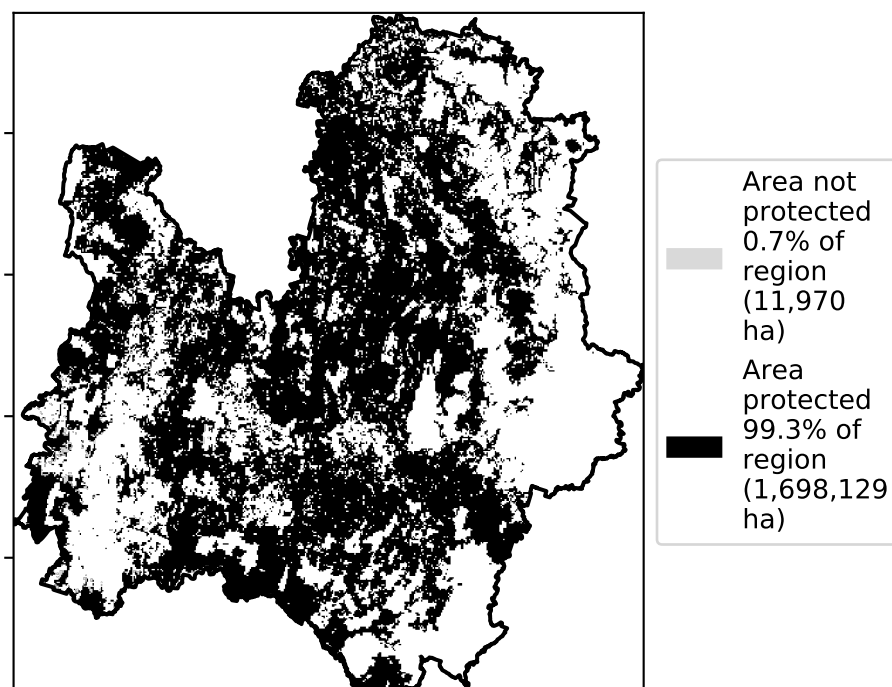 Area not
protected
0.7% of
region
(11,970
ha)
Area
protected
99.3% of
region
(1,698,129
ha)